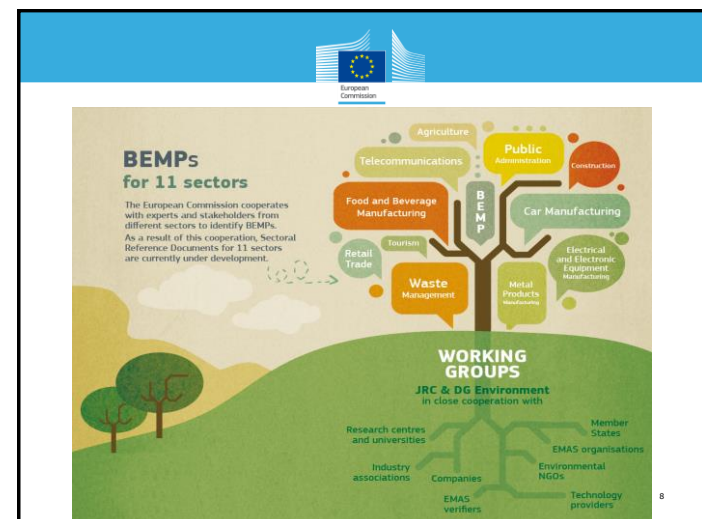 European
Commission
BEMPs
for 11 sectors
The European Commission cooperates
with experts and stakeholders from
different sectors to identify BEMPs.
As a result of this cooperation, Sectoral
Reference Documents for 11 sectors
are currently under development.
Agriculture
Telecommunications
Public
Administration
Construction
Food and Beverage
Manufacturing
B
E
M
P
Car Manufacturing
Tourism
Retail
Trade
Electrical
and Electronic
Equipment
Manufacturing
Waste
Management
Metal
Products
Manufacturing
WORKING
GROUPS
JRC & DG Environment
in close cooperation with
Research centres
and universities
Member
States
EMAS organisations
Industry
associations
Companies
Environmental
NGOs
EMAS
verifiers
Technology
providers
8